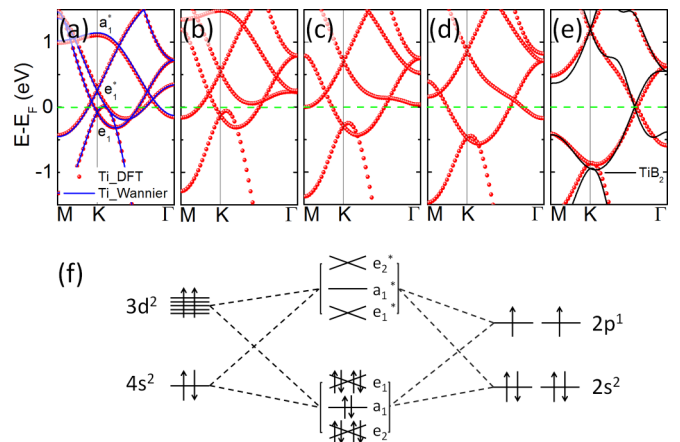 a) (b) (c) (d) (e)
a₁*
e₁*
e₁
E-E_F (eV)
1
0
-1
Ti_DFT
Ti_Wannier
TiB₂
M K Γ M K Γ M K Γ M K Γ M K Γ
(f)
e₂*
3d² a₁* 2p¹
e₁*
4s² e₁ 2s²
a₁
e₂